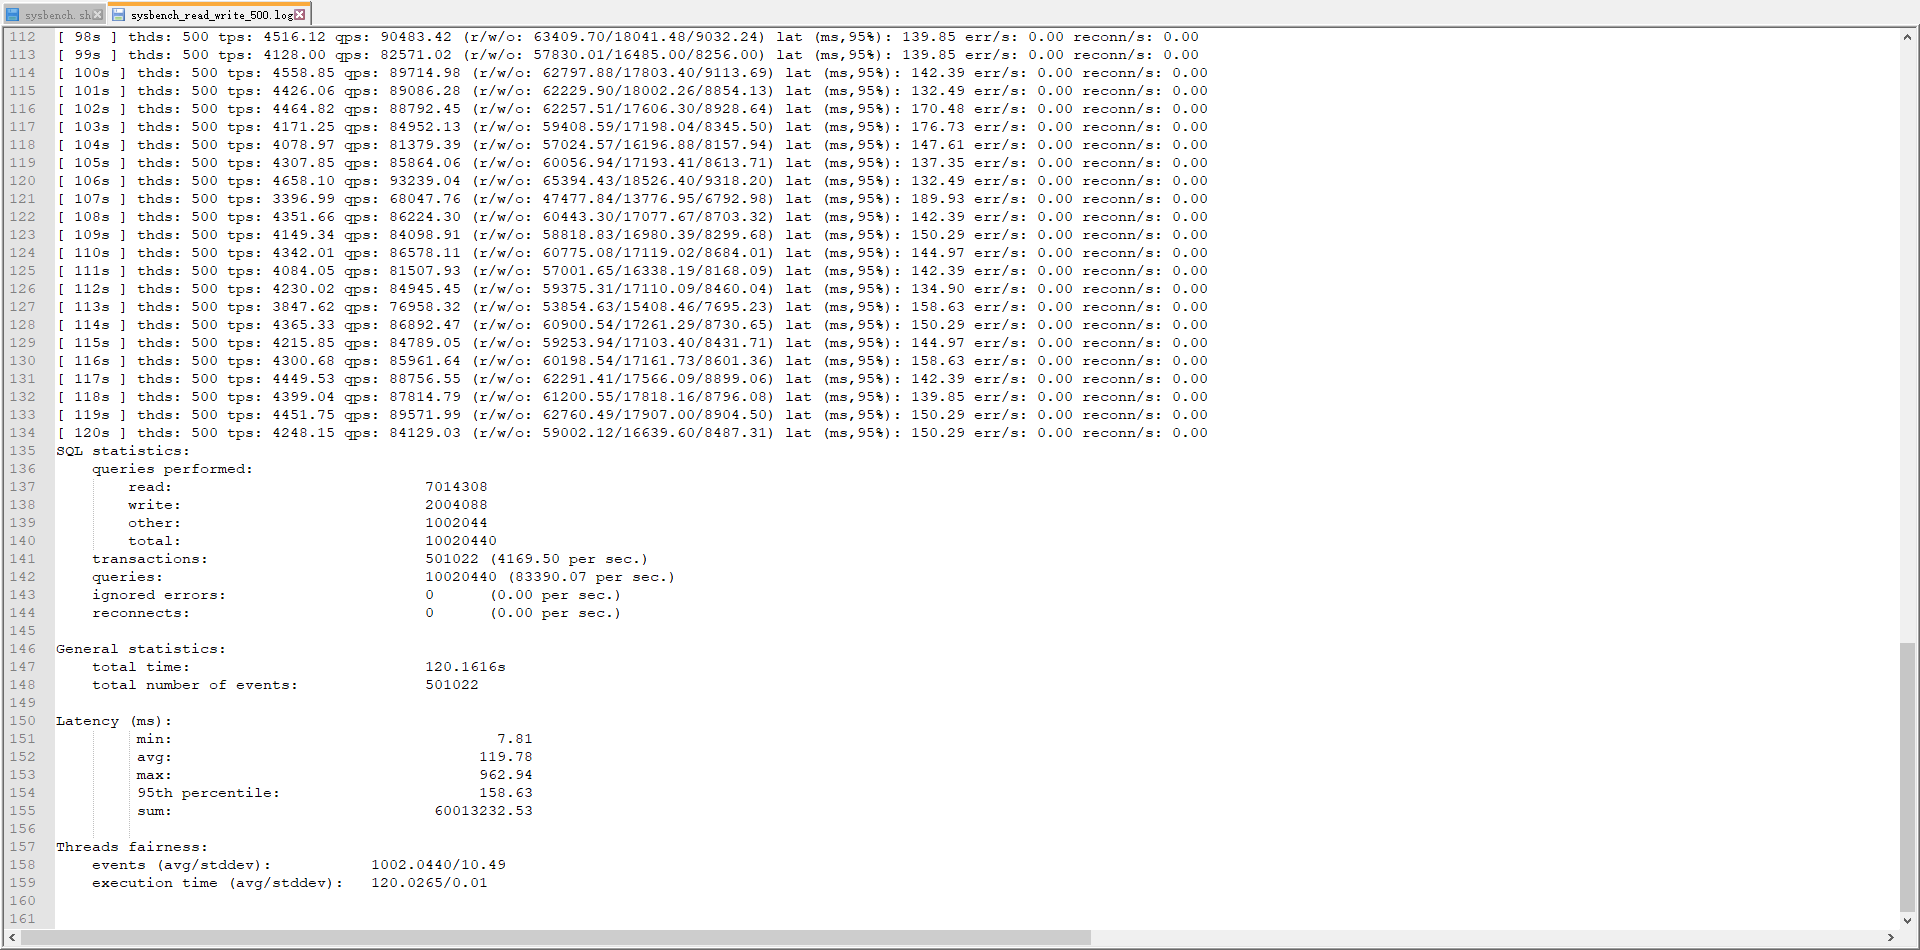 sysbench.sh sysbench_read_write_500.log
112 [ 98s ] thds: 500 tps: 4516.12 qps: 90483.42 (r/w/o: 63409.70/18041.48/9032.24) lat (ms,95%): 139.85 err/s: 0.00 reconn/s: 0.00
113 [ 99s ] thds: 500 tps: 4128.00 qps: 82571.02 (r/w/o: 57830.01/16485.00/8256.00) lat (ms,95%): 139.85 err/s: 0.00 reconn/s: 0.00
114 [ 100s ] thds: 500 tps: 4558.85 qps: 89714.98 (r/w/o: 62797.88/17803.40/9113.69) lat (ms,95%): 142.39 err/s: 0.00 reconn/s: 0.00
115 [ 101s ] thds: 500 tps: 4426.06 qps: 89086.28 (r/w/o: 62229.90/18002.26/8854.13) lat (ms,95%): 132.49 err/s: 0.00 reconn/s: 0.00
116 [ 102s ] thds: 500 tps: 4464.82 qps: 88792.45 (r/w/o: 62257.51/17606.30/8928.64) lat (ms,95%): 170.48 err/s: 0.00 reconn/s: 0.00
117 [ 103s ] thds: 500 tps: 4171.25 qps: 84952.13 (r/w/o: 59408.59/17198.04/8345.50) lat (ms,95%): 176.73 err/s: 0.00 reconn/s: 0.00
118 [ 104s ] thds: 500 tps: 4078.97 qps: 81379.39 (r/w/o: 57024.57/16196.88/8157.94) lat (ms,95%): 147.61 err/s: 0.00 reconn/s: 0.00
119 [ 105s ] thds: 500 tps: 4307.85 qps: 85864.06 (r/w/o: 60056.94/17193.41/8613.71) lat (ms,95%): 137.35 err/s: 0.00 reconn/s: 0.00
120 [ 106s ] thds: 500 tps: 4658.10 qps: 93239.04 (r/w/o: 65394.43/18526.40/9318.20) lat (ms,95%): 132.49 err/s: 0.00 reconn/s: 0.00
121 [ 107s ] thds: 500 tps: 3396.99 qps: 68047.76 (r/w/o: 47477.84/13776.95/6792.98) lat (ms,95%): 189.93 err/s: 0.00 reconn/s: 0.00
122 [ 108s ] thds: 500 tps: 4351.66 qps: 86224.30 (r/w/o: 60443.30/17077.67/8703.32) lat (ms,95%): 142.39 err/s: 0.00 reconn/s: 0.00
123 [ 109s ] thds: 500 tps: 4149.34 qps: 84098.91 (r/w/o: 58818.83/16980.39/8299.68) lat (ms,95%): 150.29 err/s: 0.00 reconn/s: 0.00
124 [ 110s ] thds: 500 tps: 4342.01 qps: 86578.11 (r/w/o: 60775.08/17119.02/8684.01) lat (ms,95%): 144.97 err/s: 0.00 reconn/s: 0.00
125 [ 111s ] thds: 500 tps: 4084.05 qps: 81507.93 (r/w/o: 57001.65/16338.19/8168.09) lat (ms,95%): 142.39 err/s: 0.00 reconn/s: 0.00
126 [ 112s ] thds: 500 tps: 4230.02 qps: 84945.45 (r/w/o: 59375.31/17110.09/8460.04) lat (ms,95%): 134.90 err/s: 0.00 reconn/s: 0.00
127 [ 113s ] thds: 500 tps: 3847.62 qps: 76958.32 (r/w/o: 53854.63/15408.46/7695.23) lat (ms,95%): 158.63 err/s: 0.00 reconn/s: 0.00
128 [ 114s ] thds: 500 tps: 4365.33 qps: 86892.47 (r/w/o: 60900.54/17261.29/8730.65) lat (ms,95%): 150.29 err/s: 0.00 reconn/s: 0.00
129 [ 115s ] thds: 500 tps: 4215.85 qps: 84789.05 (r/w/o: 59253.94/17103.40/8431.71) lat (ms,95%): 144.97 err/s: 0.00 reconn/s: 0.00
130 [ 116s ] thds: 500 tps: 4300.68 qps: 85961.64 (r/w/o: 60198.54/17161.73/8601.36) lat (ms,95%): 158.63 err/s: 0.00 reconn/s: 0.00
131 [ 117s ] thds: 500 tps: 4449.53 qps: 88756.55 (r/w/o: 62291.41/17566.09/8899.06) lat (ms,95%): 142.39 err/s: 0.00 reconn/s: 0.00
132 [ 118s ] thds: 500 tps: 4399.04 qps: 87814.79 (r/w/o: 61200.55/17818.16/8796.08) lat (ms,95%): 139.85 err/s: 0.00 reconn/s: 0.00
133 [ 119s ] thds: 500 tps: 4451.75 qps: 89571.99 (r/w/o: 62760.49/17907.00/8904.50) lat (ms,95%): 150.29 err/s: 0.00 reconn/s: 0.00
134 [ 120s ] thds: 500 tps: 4248.15 qps: 84129.03 (r/w/o: 59002.12/16639.60/8487.31) lat (ms,95%): 150.29 err/s: 0.00 reconn/s: 0.00
135 SQL statistics:
136 queries performed:
137 read: 7014308
138 write: 2004088
139 other: 1002044
140 total: 10020440
141 transactions: 501022 (4169.50 per sec.)
142 queries: 10020440 (83390.07 per sec.)
143 ignored errors: 0 (0.00 per sec.)
144 reconnects: 0 (0.00 per sec.)
145
146 General statistics:
147 total time: 120.1616s
148 total number of events: 501022
149
150 Latency (ms):
151 min: 7.81
152 avg: 119.78
153 max: 962.94
154 95th percentile: 158.63
155 sum: 60013232.53
156
157 Threads fairness:
158 events (avg/stddev): 1002.0440/10.49
159 execution time (avg/stddev): 120.0265/0.01
160
161